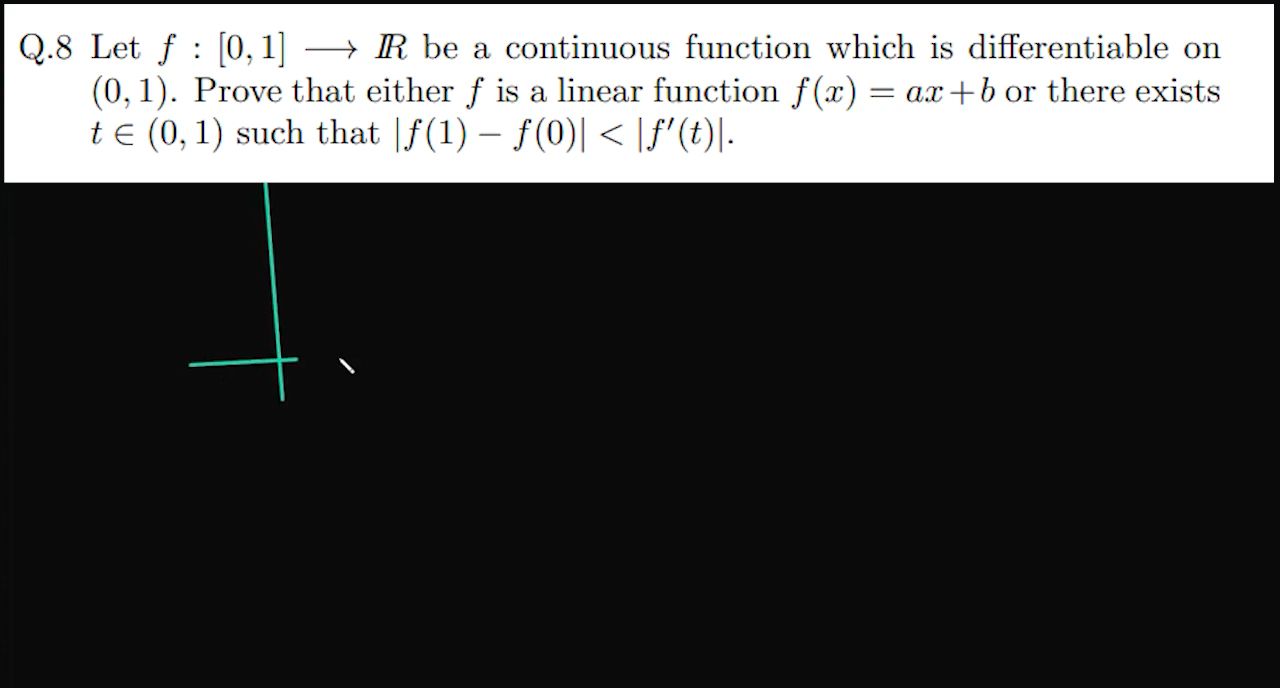 Q.8 Let f : [0, 1] ⟶ ℝ be a continuous function which is differentiable on
(0, 1). Prove that either f is a linear function f(x) = ax + b or there exists
t ∈ (0, 1) such that |f(1) − f(0)| < |f′(t)|.